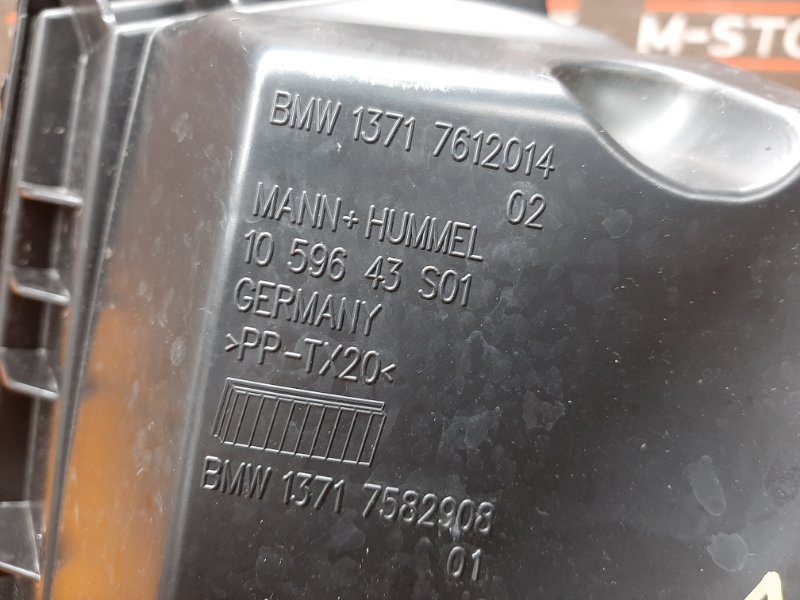 M-STO
BMW 1371 7612014
02
MANN+HUMMEL
10 596 43 S01
GERMANY
>PP-TX20<
BMW 1371 7582908
01